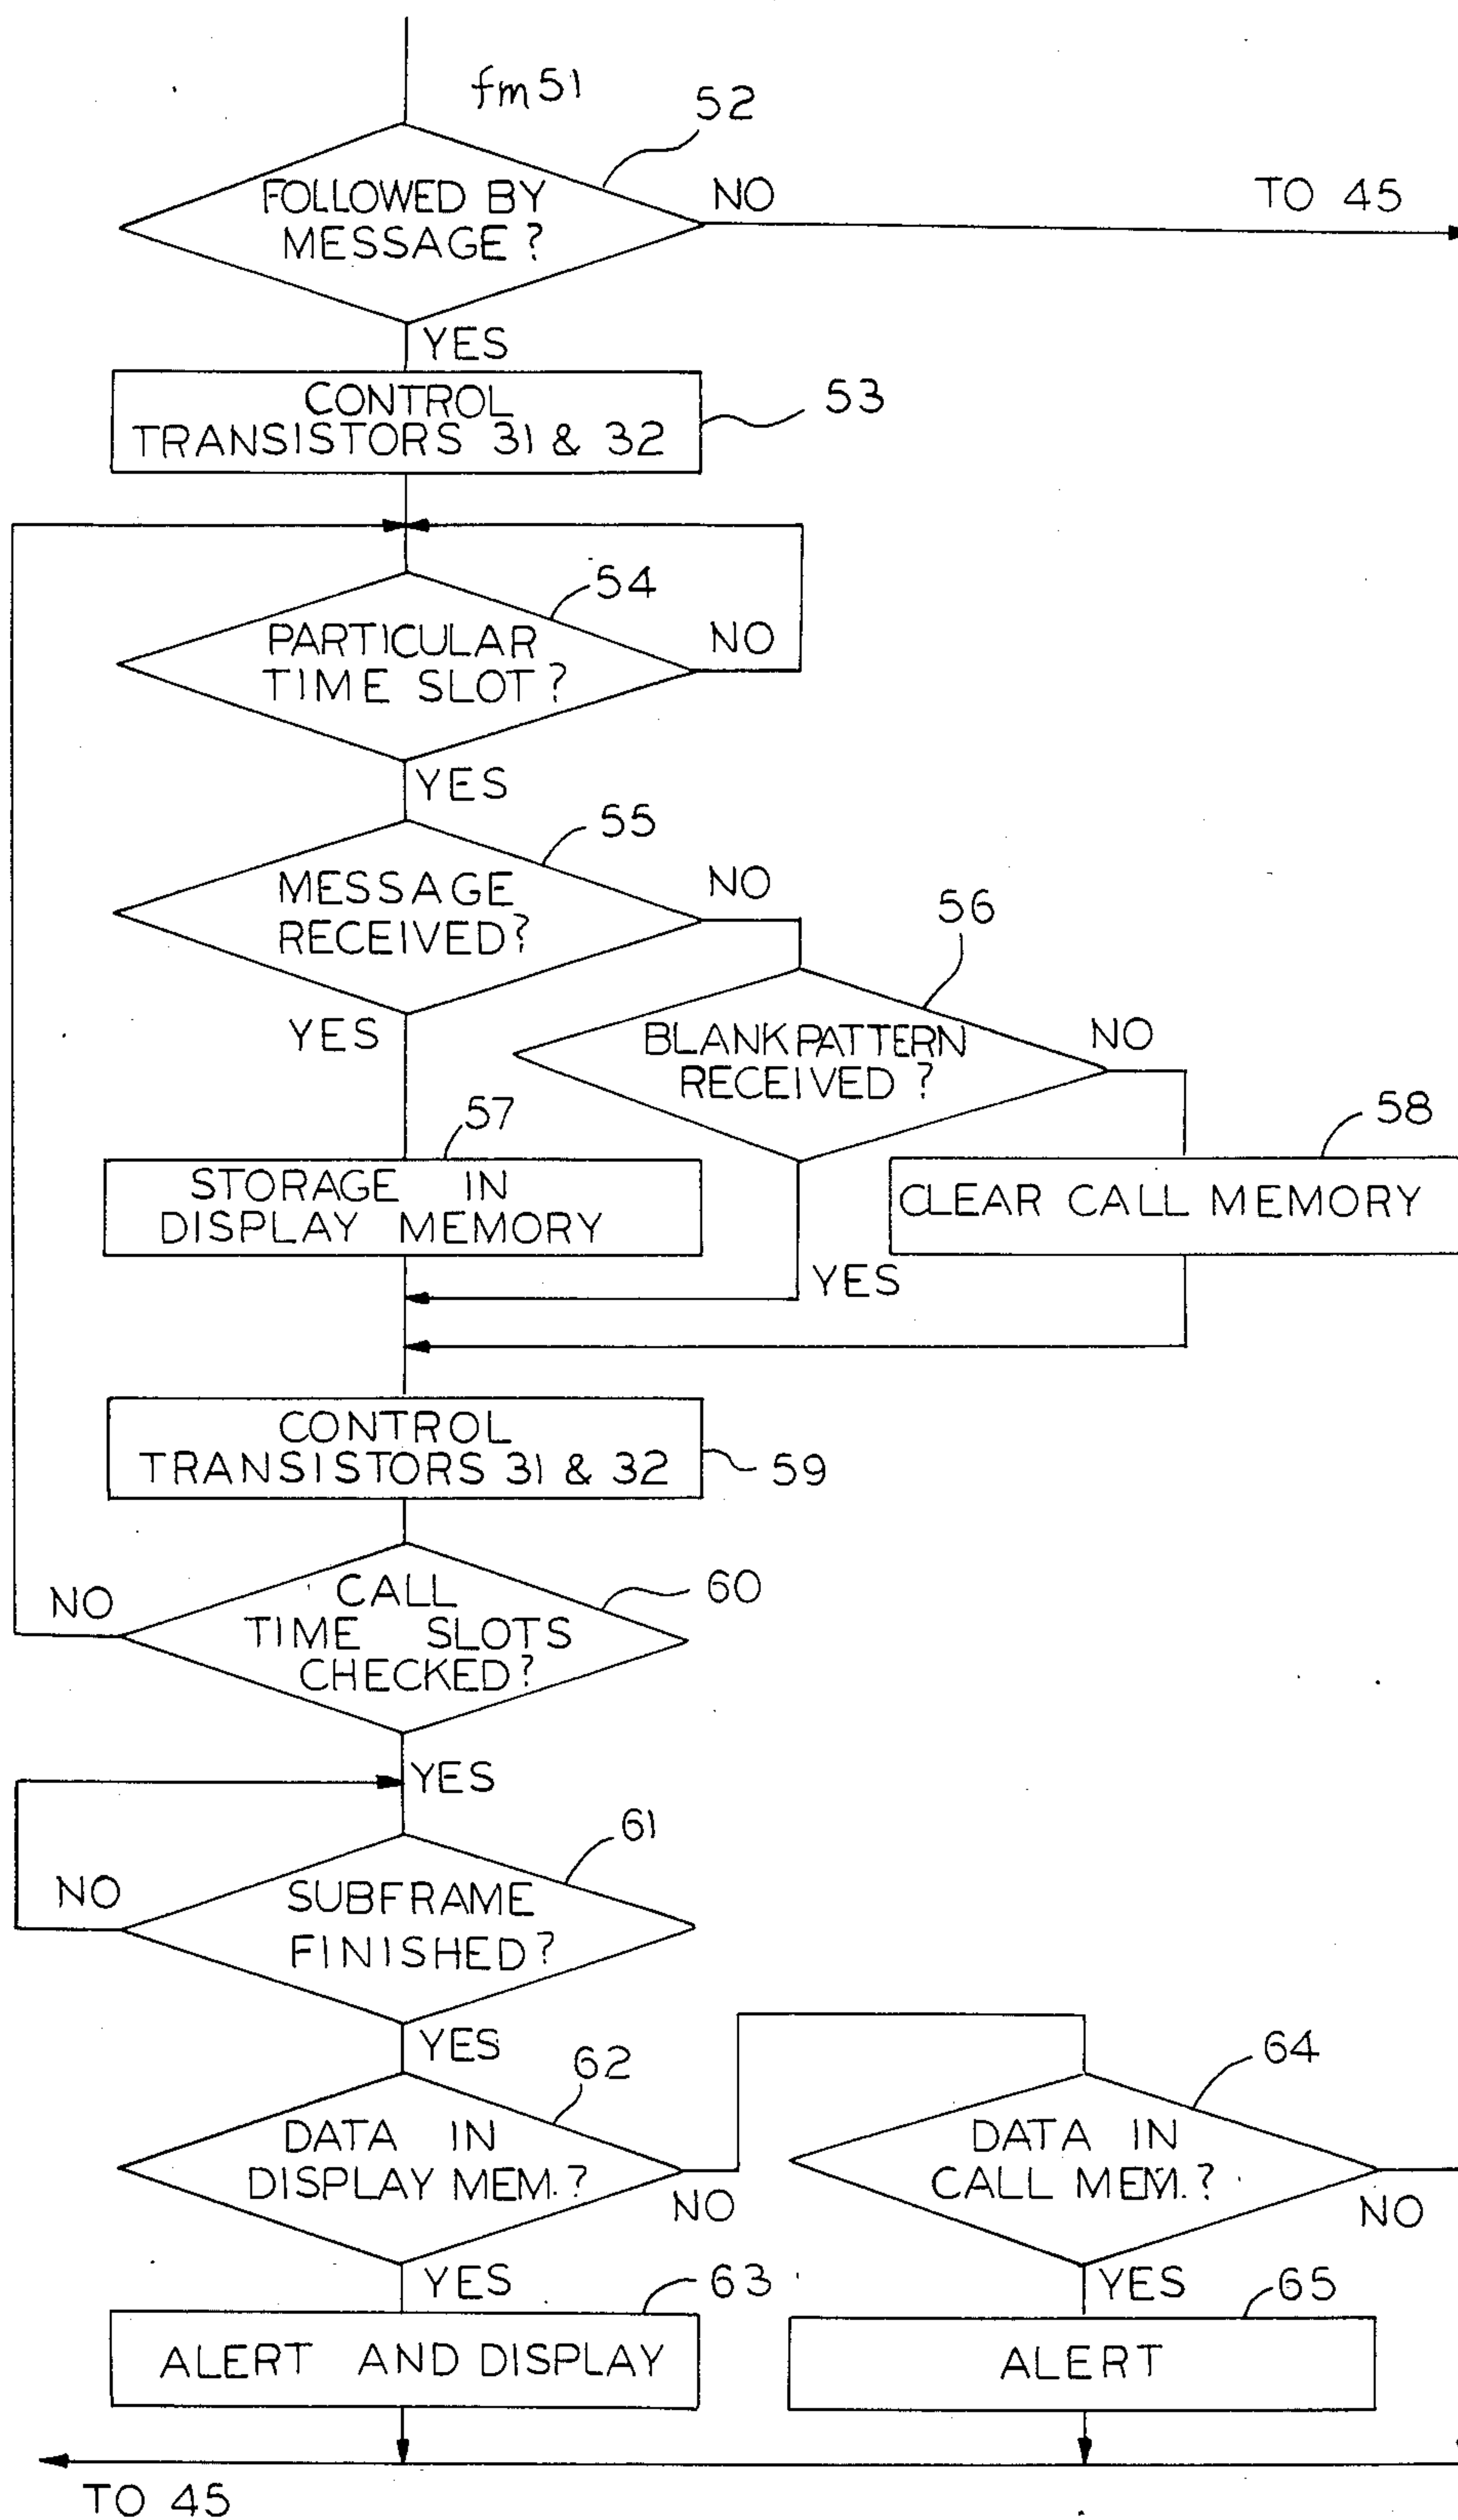 fm 51
52
FOLLOWED BY
MESSAGE ?
NO
TO 45
YES
CONTROL
TRANSISTORS 31 & 32
53
54
PARTICULAR
TIME SLOT ?
NO
YES
55
MESSAGE
RECEIVED?
NO
56
YES
BLANK PATTERN
RECEIVED ?
NO
57
58
STORAGE IN
DISPLAY MEMORY
CLEAR CALL MEMORY
YES
CONTROL
TRANSISTORS 31 & 32
59
NO
CALL
TIME SLOTS
CHECKED?
60
YES
61
NO
SUBFRAME
FINISHED?
YES
62
64
DATA IN
DISPLAY MEM. ?
NO
DATA IN
CALL MEM. ?
NO
YES
63
YES
65
ALERT AND DISPLAY
ALERT
TO 45